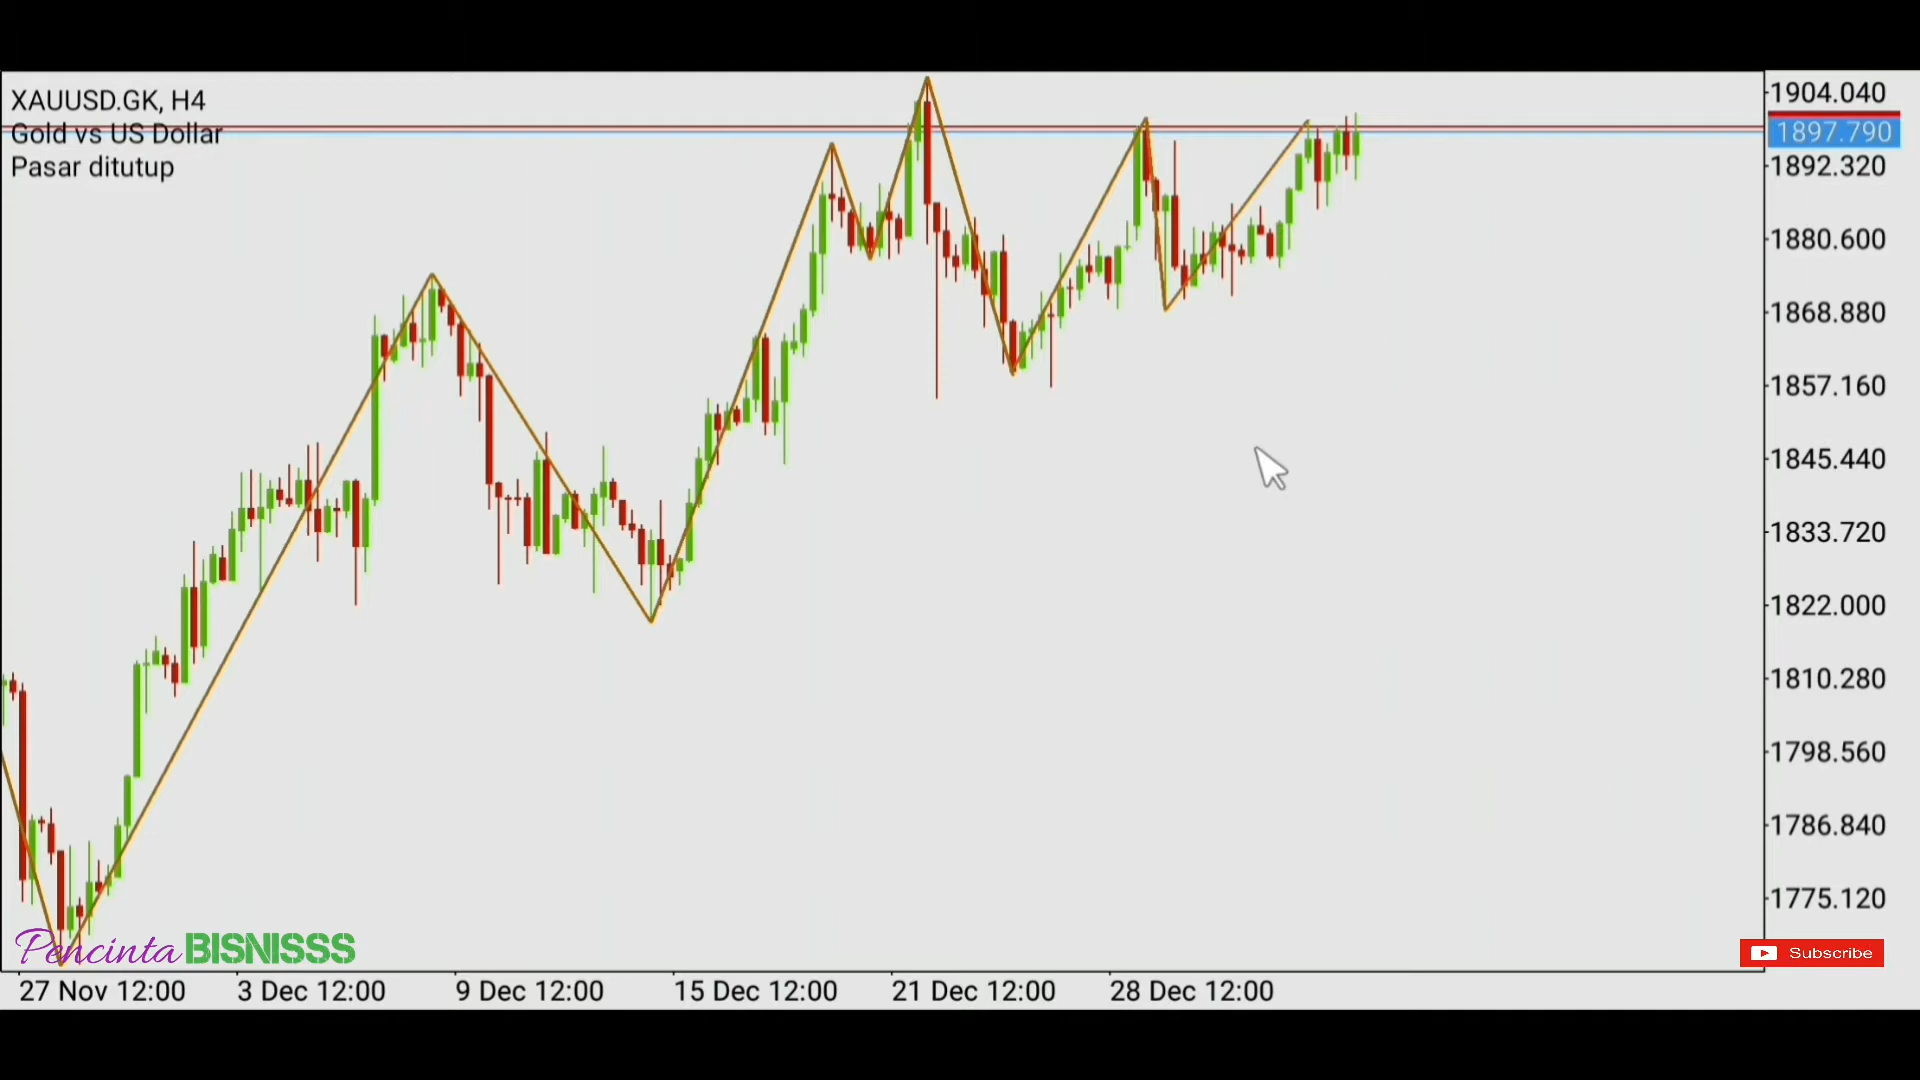 XAUUSD.GK, H4
Gold vs US Dollar
Pasar ditutup
1904.040
1897.790
1892.320
1880.600
1868.880
1857.160
1845.440
1833.720
1822.000
1810.280
1798.560
1786.840
1775.120
Pencinta BISNISSS
Subscribe
27 Nov 12:00 3 Dec 12:00 9 Dec 12:00 15 Dec 12:00 21 Dec 12:00 28 Dec 12:00